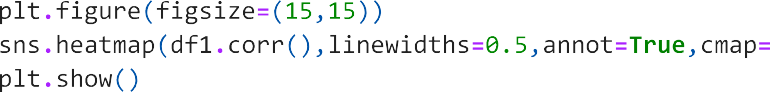 plt.figure(figsize=(15,15))
sns.heatmap(df1.corr(),linewidths=0.5,annot=True,cmap=
plt.show()